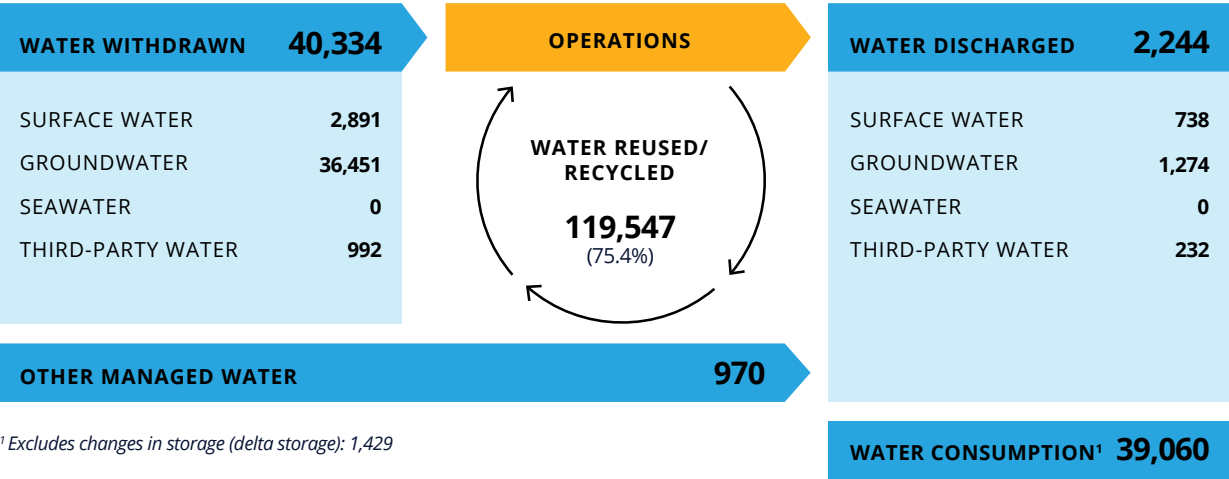 WATER WITHDRAWN 40,334
SURFACE WATER 2,891
GROUNDWATER 36,451
SEAWATER 0
THIRD-PARTY WATER 992
OPERATIONS
WATER REUSED/
RECYCLED
119,547
(75.4%)
WATER DISCHARGED 2,244
SURFACE WATER 738
GROUNDWATER 1,274
SEAWATER 0
THIRD-PARTY WATER 232
OTHER MANAGED WATER 970
¹ Excludes changes in storage (delta storage): 1,429
WATER CONSUMPTION¹ 39,060